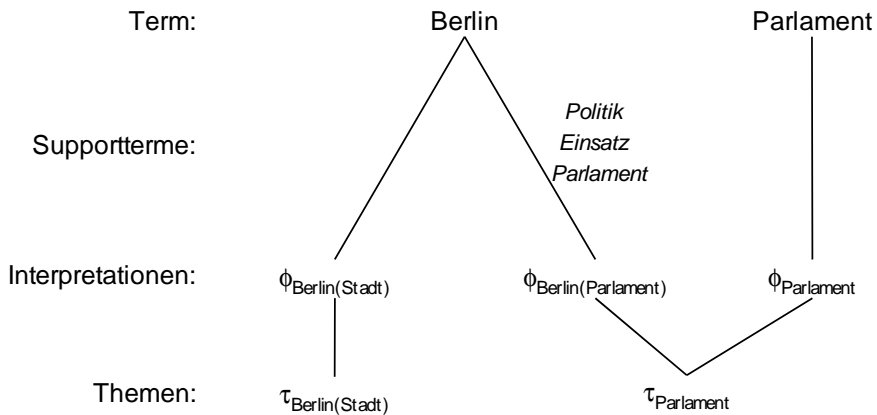 Term: Berlin Parlament
Politik
Einsatz
Supportterme: Parlament
Interpretationen: ϕBerlin(Stadt) ϕBerlin(Parlament) ϕParlament
Themen: τBerlin(Stadt) τParlament